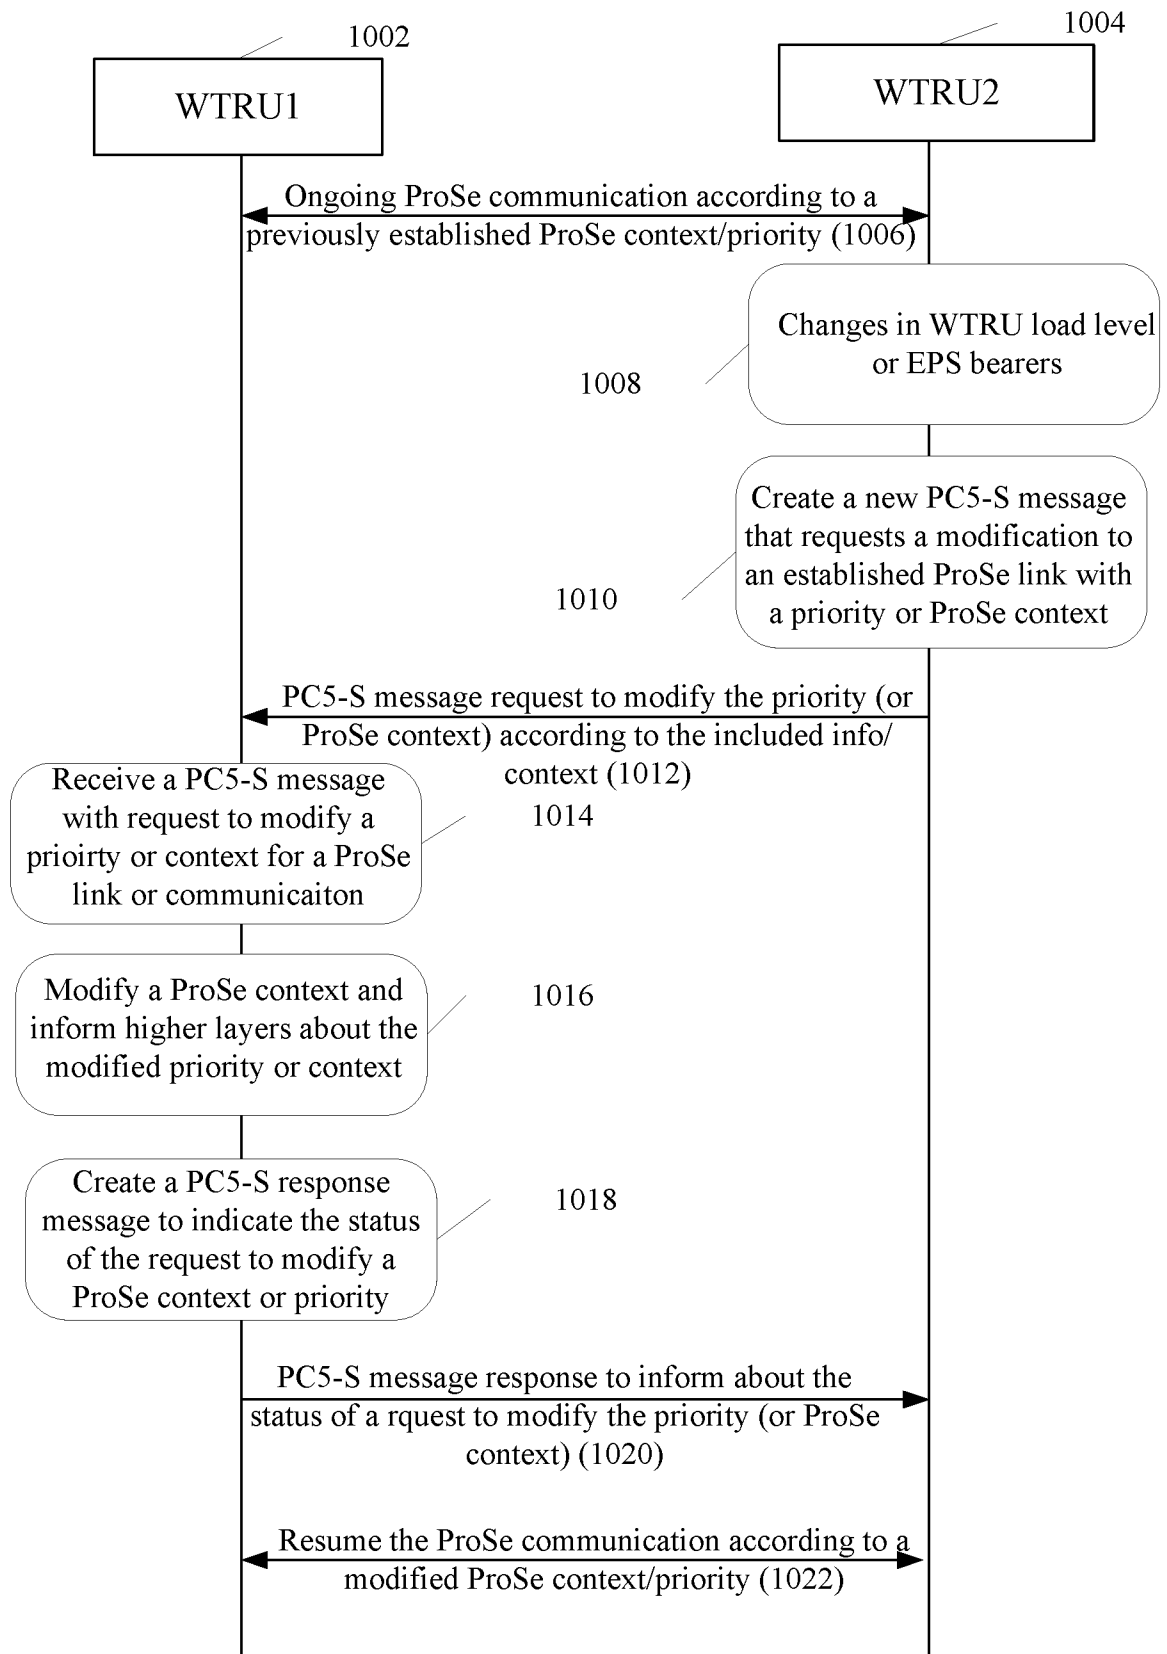 1002
1004
WTRU1
WTRU2
Ongoing ProSe communication according to a
previously established ProSe context/priority (1006)
Changes in WTRU load level
or EPS bearers
1008
Create a new PC5-S message
that requests a modification to
an established ProSe link with
a priority or ProSe context
1010
PC5-S message request to modify the priority (or
ProSe context) according to the included info/
context (1012)
Receive a PC5-S message
with request to modify a
prioirty or context for a ProSe
link or communicaiton
1014
Modify a ProSe context and
inform higher layers about the
modified priority or context
1016
Create a PC5-S response
message to indicate the status
of the request to modify a
ProSe context or priority
1018
PC5-S message response to inform about the
status of a rquest to modify the priority (or ProSe
context) (1020)
Resume the ProSe communication according to a
modified ProSe context/priority (1022)